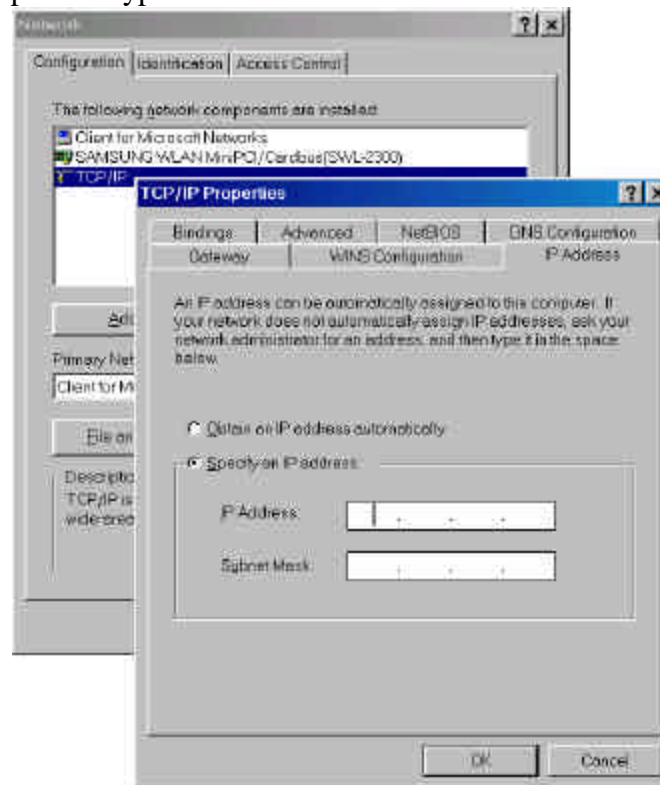 Network
Configuration Identification Access Control
The following network components are installed:
Client for Microsoft Networks
SAMSUNG WLAN MiniPCI/Cardbus(SWL-2300)
TCP/IP
TCP/IP Properties
Bindings Advanced NetBIOS DNS Configuration
Gateway WINS Configuration IP Address
An IP address can be automatically assigned to this computer. If
your network does not automatically assign IP addresses, ask your
network administrator for an address, and then type it in the space
below.
Add
Primary Net
Client for Mi
Obtain an IP address automatically
File an
Specify an IP address:
Descriptio
TCP/IP is
wide-area
IP Address:
Subnet Mask:
OK Cancel